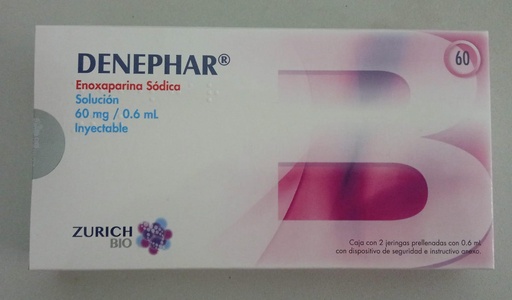 DENEPHAR®
Enoxaparina Sódica
Solución
60 mg / 0.6 mL
Inyectable
60
ZURICH
BIO
Caja con 2 jeringas prellenadas con 0.6 mL
con dispositivo de seguridad e instructivo anexo.